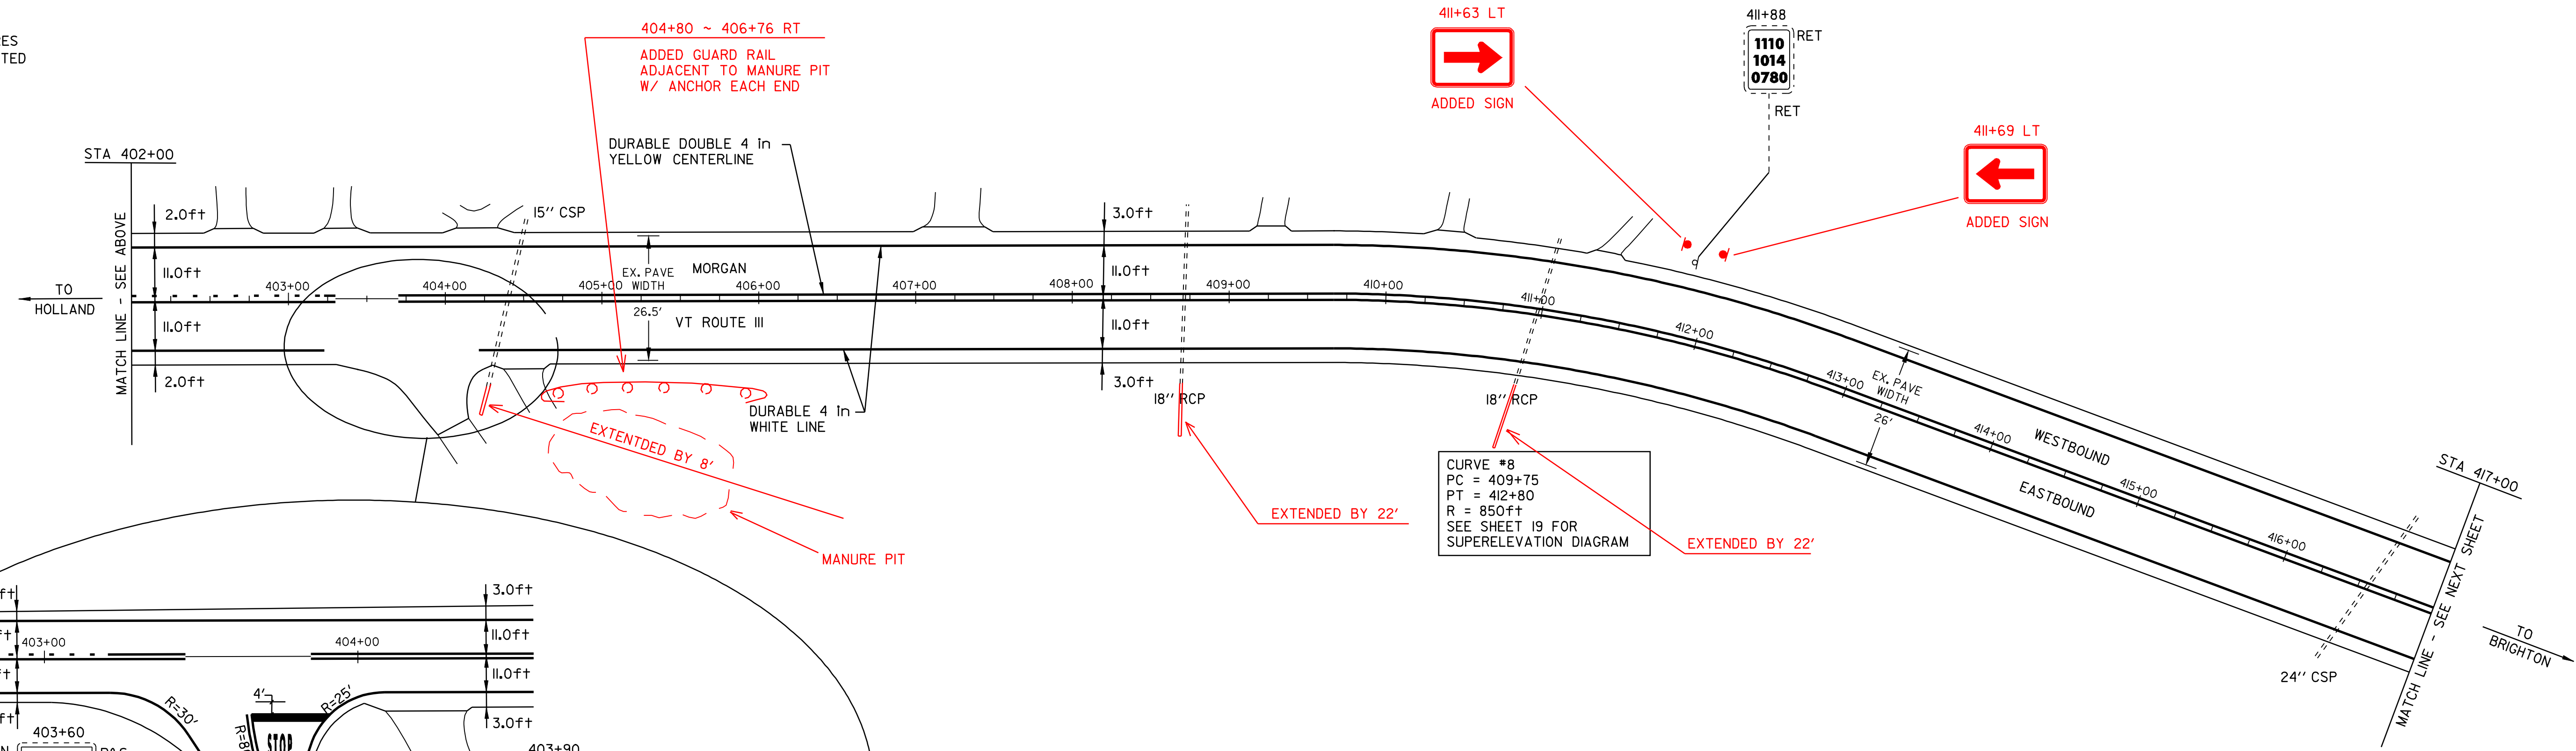 TED
STA 402+00
MATCH LINE - SEE ABOVE
TO
HOLLAND
2.0ft
11.0ft
11.0ft
2.0ft
404+80 ~ 406+76 RT
ADDED GUARD RAIL
ADJACENT TO MANURE PIT
W/ ANCHOR EACH END
DURABLE DOUBLE 4 in
YELLOW CENTERLINE
15'' CSP
EX. PAVE
WIDTH
26.5'
MORGAN
VT ROUTE 111
403+00
404+00
405+00
406+00
407+00
408+00
409+00
410+00
411+00
412+00
413+00
414+00
415+00
416+00
3.0ft
11.0ft
11.0ft
3.0ft
DURABLE 4 in
WHITE LINE
EXTENTDED BY 8'
MANURE PIT
18'' RCP
EXTENDED BY 22'
18'' RCP
EXTENDED BY 22'
CURVE #8
PC = 409+75
PT = 412+80
R = 850ft
SEE SHEET 19 FOR
SUPERELEVATION DIAGRAM
411+63 LT
ADDED SIGN
411+88
1110
1014
0780
RET
RET
411+69 LT
ADDED SIGN
EX. PAVE
WIDTH
26'
WESTBOUND
EASTBOUND
STA 417+00
MATCH LINE - SEE NEXT SHEET
TO
BRIGHTON
24'' CSP
3.0ft
403+00
404+00
11.0ft
11.0ft
3.0ft
R=30'
4'
R=25'
STOP
403+60
403+90